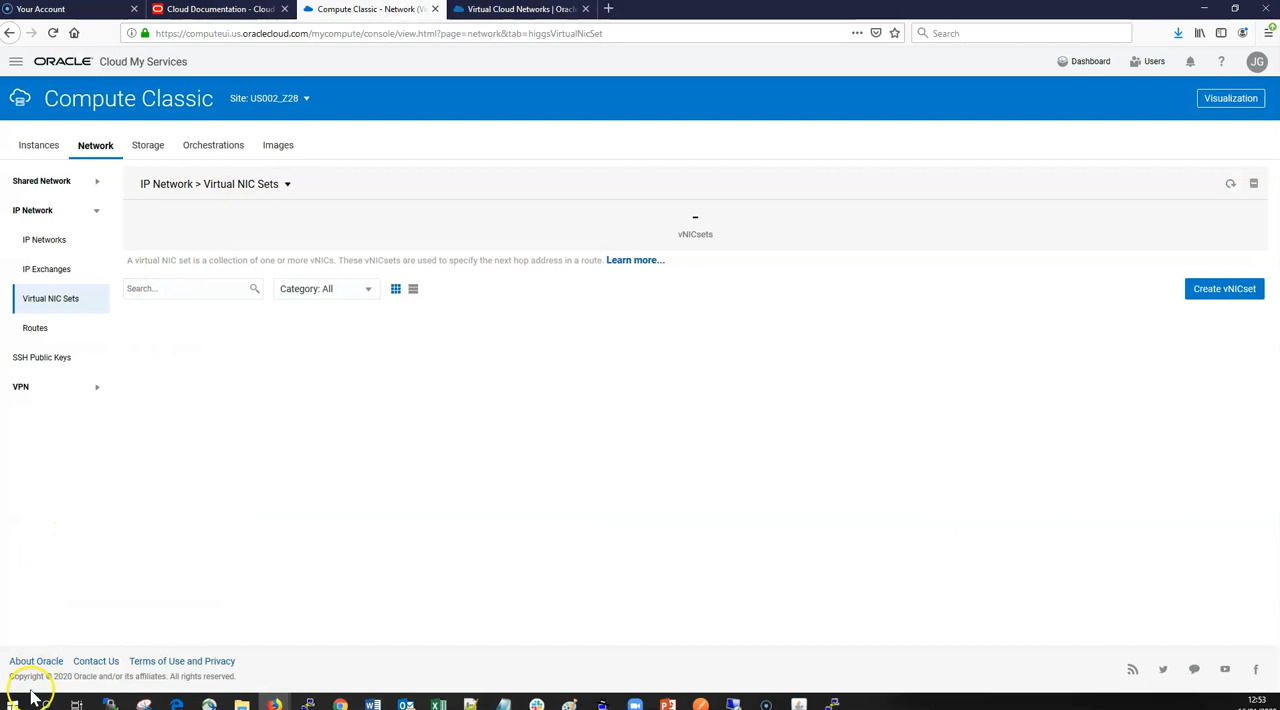 Your Account
Cloud Documentation - Cloud
Compute Classic - Network (Vi
Virtual Cloud Networks | Oracl
https://computeui.us.oraclecloud.com/mycompute/console/view.html?page=network&tab=higgsVirtualNicSet
Search
ORACLE Cloud My Services
Dashboard
Users
?
JG
Compute Classic
Site: US002_Z28
Visualization
Instances
Network
Storage
Orchestrations
Images
Shared Network
IP Network
IP Networks
IP Exchanges
Virtual NIC Sets
Routes
SSH Public Keys
VPN
IP Network > Virtual NIC Sets
-
vNICsets
A virtual NIC set is a collection of one or more vNICs. These vNICsets are used to specify the next hop address in a route. Learn more...
Search...
Category: All
Create vNICset
About Oracle
Contact Us
Terms of Use and Privacy
Copyright © 2020 Oracle and/or its affiliates. All rights reserved.
12:53